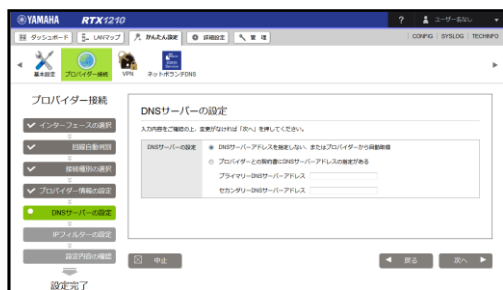 YAMAHA RTX1210
? ユーザー名なし
ダッシュボード LANマップ かんたん設定 詳細設定 管理 CONFIG SYSLOG TECHINFO
基本設定 プロバイダー接続 VPN ネットボランチDNS
プロバイダー接続
インターフェースの選択
回線自動判別
接続種別の選択
プロバイダー情報の設定
DNSサーバーの設定
IPフィルターの設定
設定内容の確認
設定完了
DNSサーバーの設定
入力内容をご確認の上、変更がなければ「次へ」を押してください。
DNSサーバーの設定
DNSサーバーアドレスを指定しない、またはプロバイダーから自動取得
プロバイダーとの契約書にDNSサーバーアドレスの指定がある
プライマリーDNSサーバーアドレス
セカンダリーDNSサーバーアドレス
中止 戻る 次へ